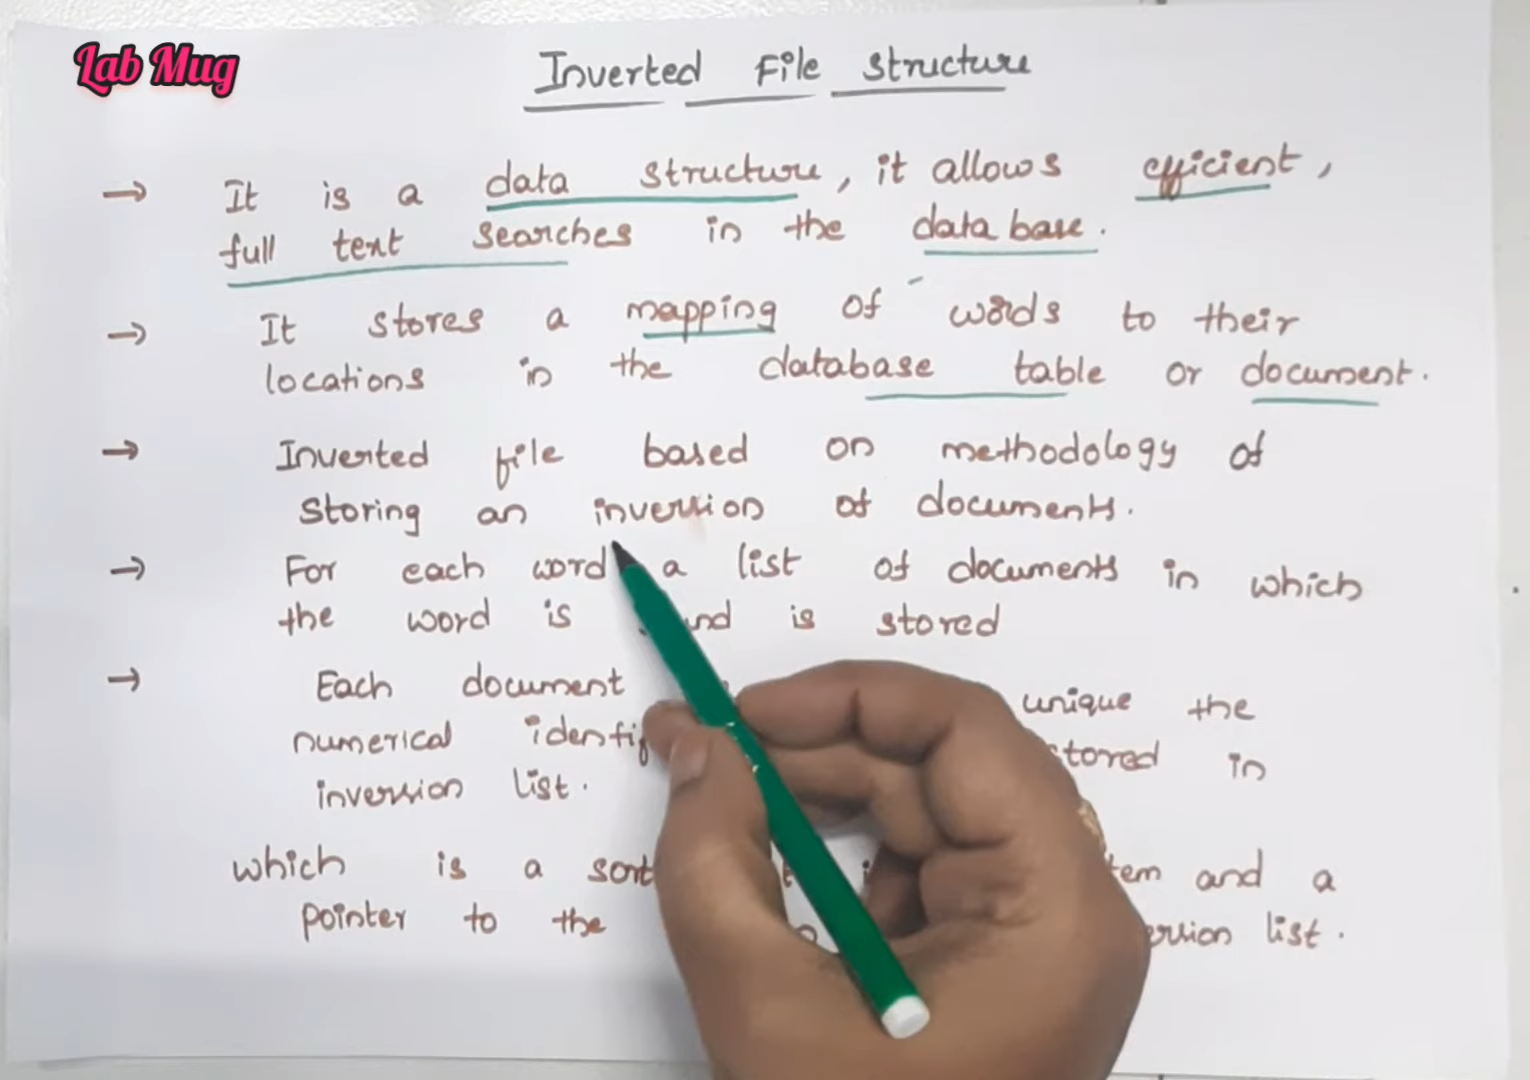 Lab Mug
Inverted File Structure
→ It is a data structure, it allows efficient,
full text searches in the data base.
→ It stores a mapping of words to their
locations in the database table or document.
→ Inverted file based on methodology of
storing an inversion of documents.
→ For each word a list of documents in which
the word is is stored
→ Each document unique the
numerical in
inversion list.
which is a and a
pointer to the list.